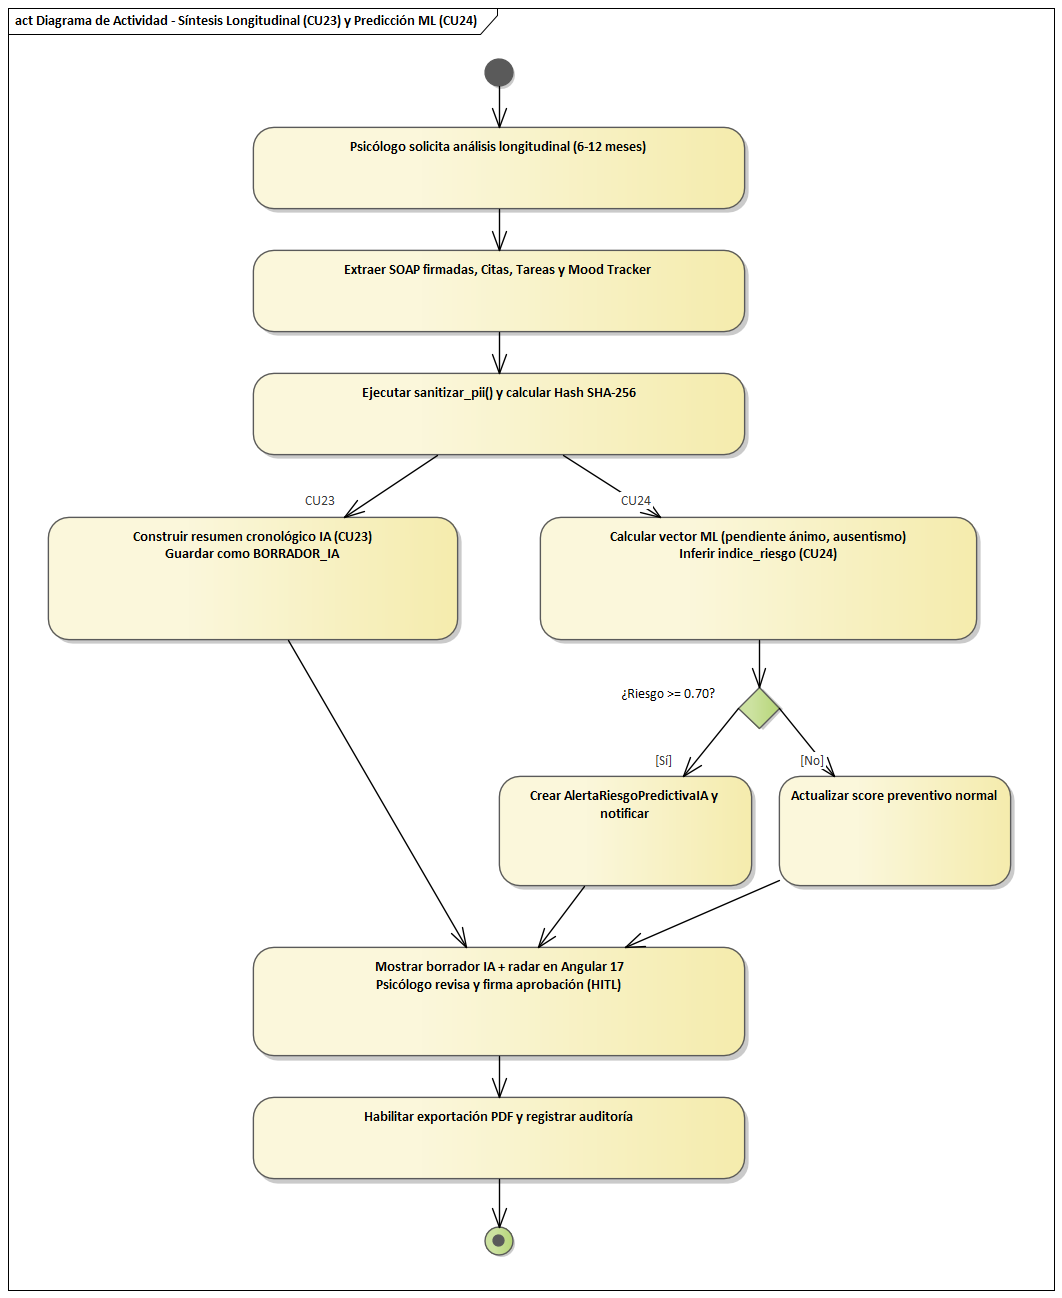 act Diagrama de Actividad - Síntesis Longitudinal (CU23) y Predicción ML (CU24)
Psicólogo solicita análisis longitudinal (6-12 meses)
Extraer SOAP firmadas, Citas, Tareas y Mood Tracker
Ejecutar sanitizar_pii() y calcular Hash SHA-256
CU23
CU24
Construir resumen cronológico IA (CU23)
Guardar como BORRADOR_IA
Calcular vector ML (pendiente ánimo, ausentismo)
Inferir indice_riesgo (CU24)
¿Riesgo >= 0.70?
[Sí]
[No]
Crear AlertaRiesgoPredictivaIA y
notificar
Actualizar score preventivo normal
Mostrar borrador IA + radar en Angular 17
Psicólogo revisa y firma aprobación (HITL)
Habilitar exportación PDF y registrar auditoría